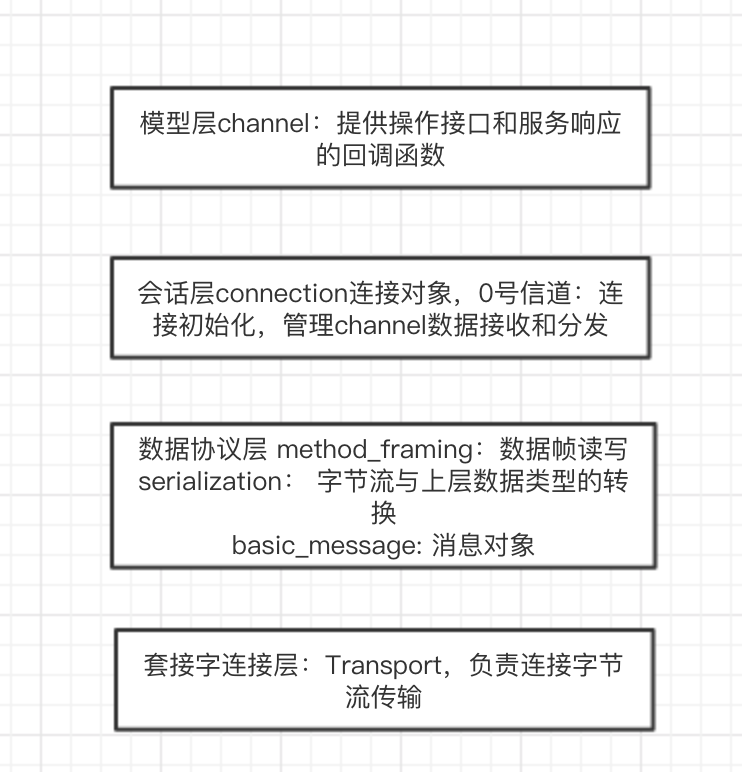 模型层channel：提供操作接口和服务响应
的回调函数
会话层connection连接对象，0号信道：连
接初始化，管理channel数据接收和分发
数据协议层 method_framing：数据帧读写
serialization： 字节流与上层数据类型的转
换
basic_message: 消息对象
套接字连接层：Transport，负责连接字节
流传输